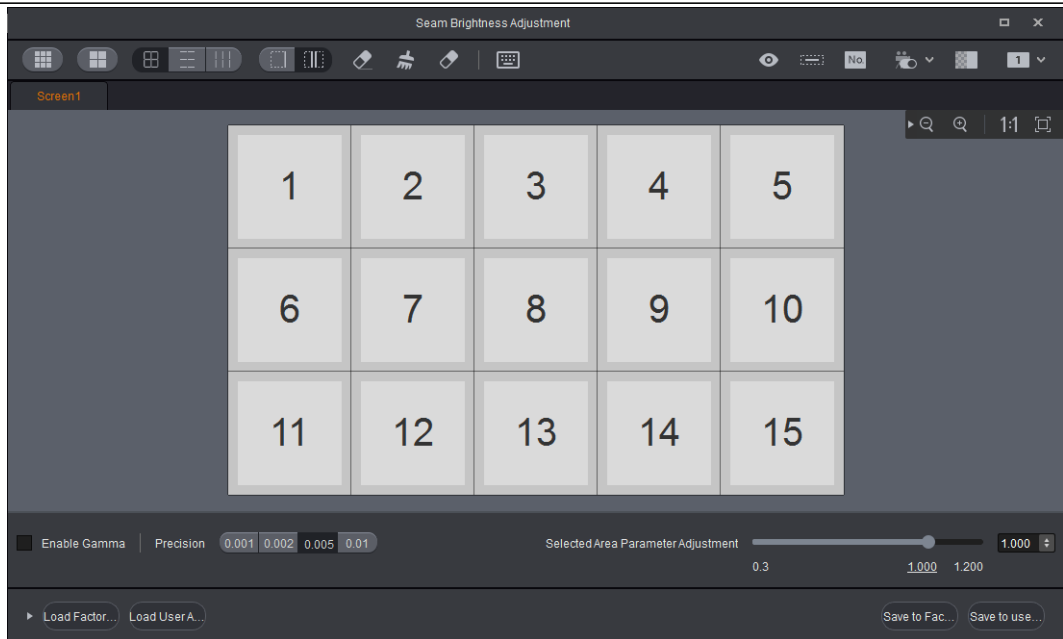 Seam Brightness Adjustment
No. 1
Screen1
1:1
1 2 3 4 5
6 7 8 9 10
11 12 13 14 15
Enable Gamma Precision 0.001 0.002 0.005 0.01 Selected Area Parameter Adjustment 1.000
0.3 1.000 1.200
Load Factor... Load User A... Save to Fac... Save to use...